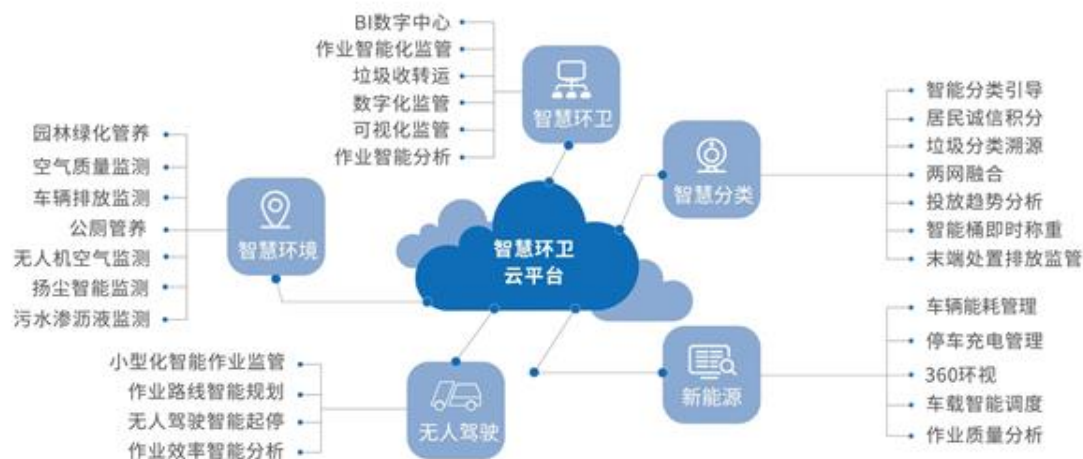 BI数字中心
作业智能化监管
垃圾收转运
数字化监管
可视化监管
作业智能分析
智慧环卫
智能分类引导
居民诚信积分
垃圾分类溯源
两网融合
投放趋势分析
智能桶即时称重
末端处置排放监管
智慧分类
园林绿化管养
空气质量监测
车辆排放监测
公厕管养
无人机空气监测
扬尘智能监测
污水渗沥液监测
智慧环境
智慧环卫
云平台
车辆能耗管理
停车充电管理
360环视
车载智能调度
作业质量分析
新能源
小型化智能作业监管
作业路线智能规划
无人驾驶智能起停
作业效率智能分析
无人驾驶